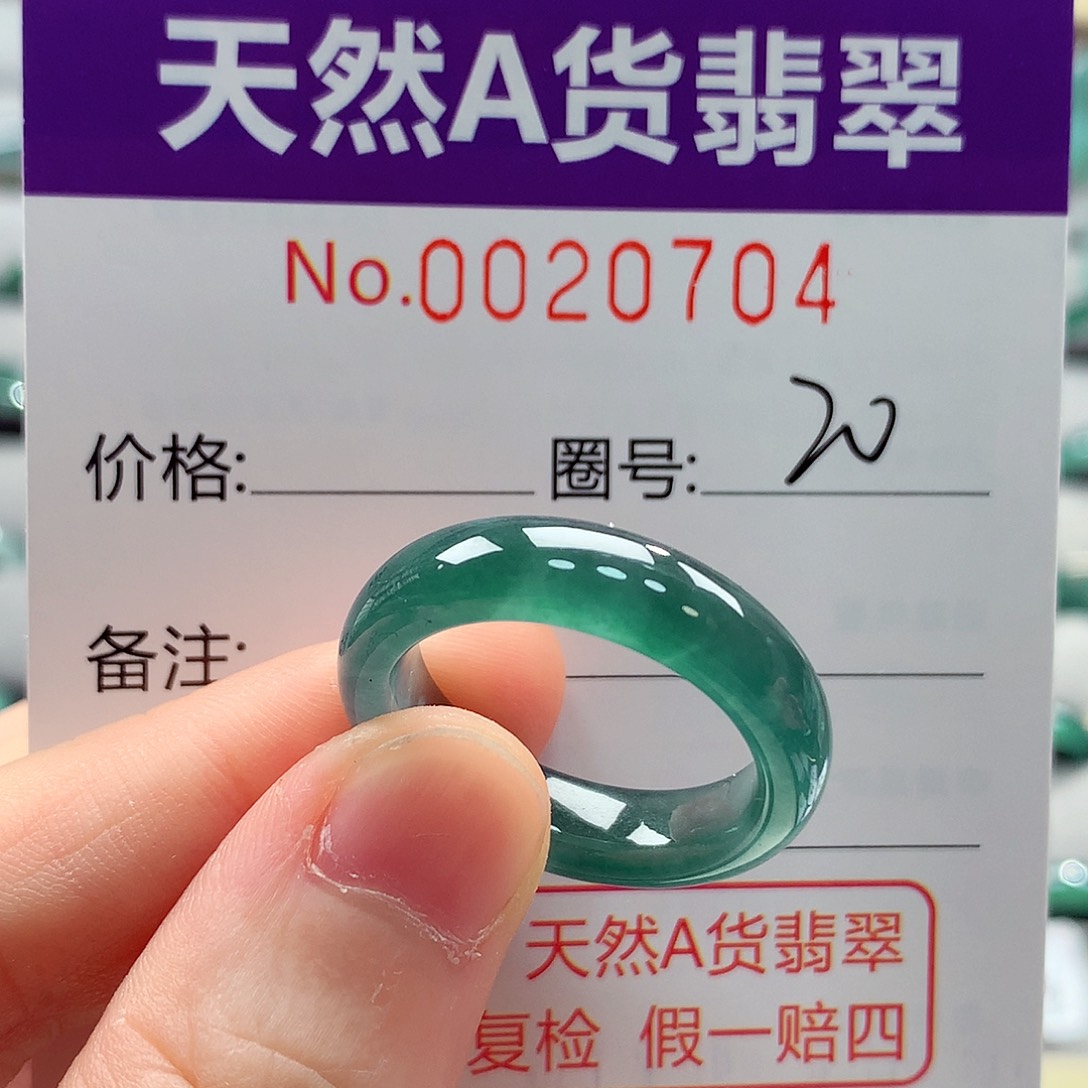 天然A货翡翠
No.0020704
价格: 圈号: 20
备注:
天然A货翡翠
复检 假一赔四